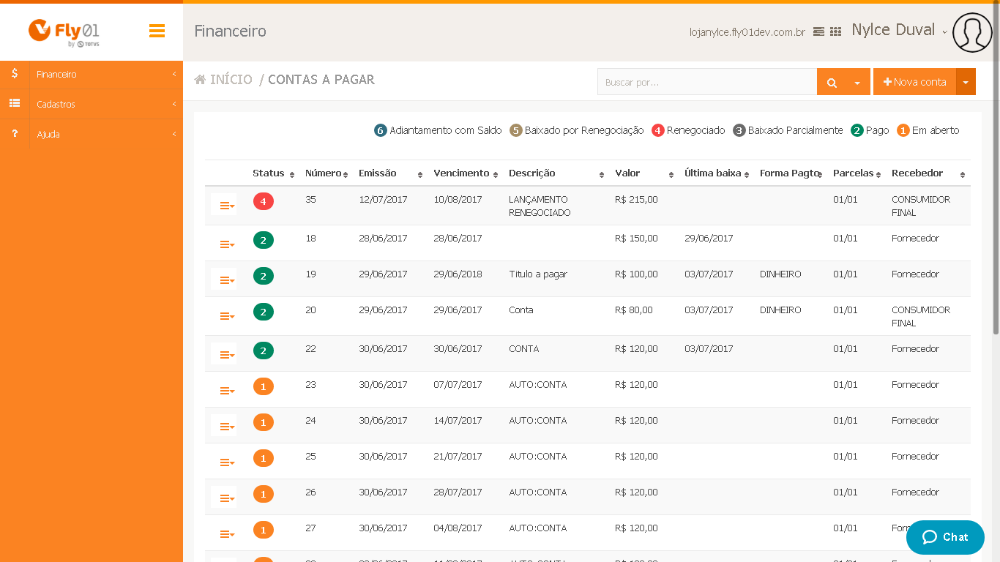 Fly01
by TOTVS
Financeiro
lojanylce.fly01dev.com.br
Nylce Duval
$ Financeiro
Cadastros
? Ajuda
INÍCIO / CONTAS A PAGAR
Buscar por...
Nova conta
6 Adiantamento com Saldo 5 Baixado por Renegociação 4 Renegociado 3 Baixado Parcialmente 2 Pago 1 Em aberto
Status Número Emissão Vencimento Descrição Valor Última baixa Forma Pagto Parcelas Recebedor
4 35 12/07/2017 10/08/2017 LANÇAMENTO RENEGOCIADO R$ 215,00 01/01 CONSUMIDOR FINAL
2 18 28/06/2017 28/06/2017 R$ 150,00 29/06/2017 01/01 Fornecedor
2 19 29/06/2017 29/06/2018 Titulo a pagar R$ 100,00 03/07/2017 DINHEIRO 01/01 Fornecedor
2 20 29/06/2017 29/06/2017 Conta R$ 80,00 03/07/2017 DINHEIRO 01/01 CONSUMIDOR FINAL
2 22 30/06/2017 30/06/2017 CONTA R$ 120,00 03/07/2017 01/01 Fornecedor
1 23 30/06/2017 07/07/2017 AUTO:CONTA R$ 120,00 01/01 Fornecedor
1 24 30/06/2017 14/07/2017 AUTO:CONTA R$ 120,00 01/01 Fornecedor
1 25 30/06/2017 21/07/2017 AUTO:CONTA R$ 120,00 01/01 Fornecedor
1 26 30/06/2017 28/07/2017 AUTO:CONTA R$ 120,00 01/01 Fornecedor
1 27 30/06/2017 04/08/2017 AUTO:CONTA R$ 120,00 01/01
Chat